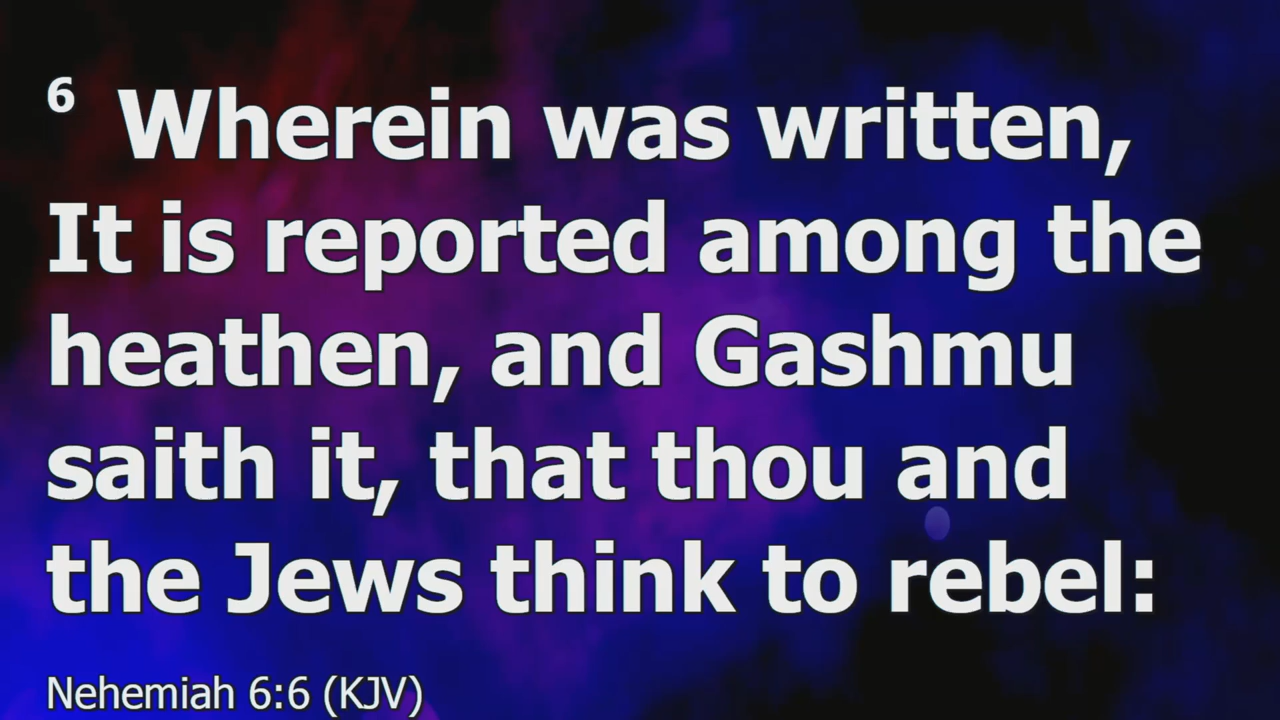 6 Wherein was written,
It is reported among the
heathen, and Gashmu
saith it, that thou and
the Jews think to rebel:
Nehemiah 6:6 (KJV)